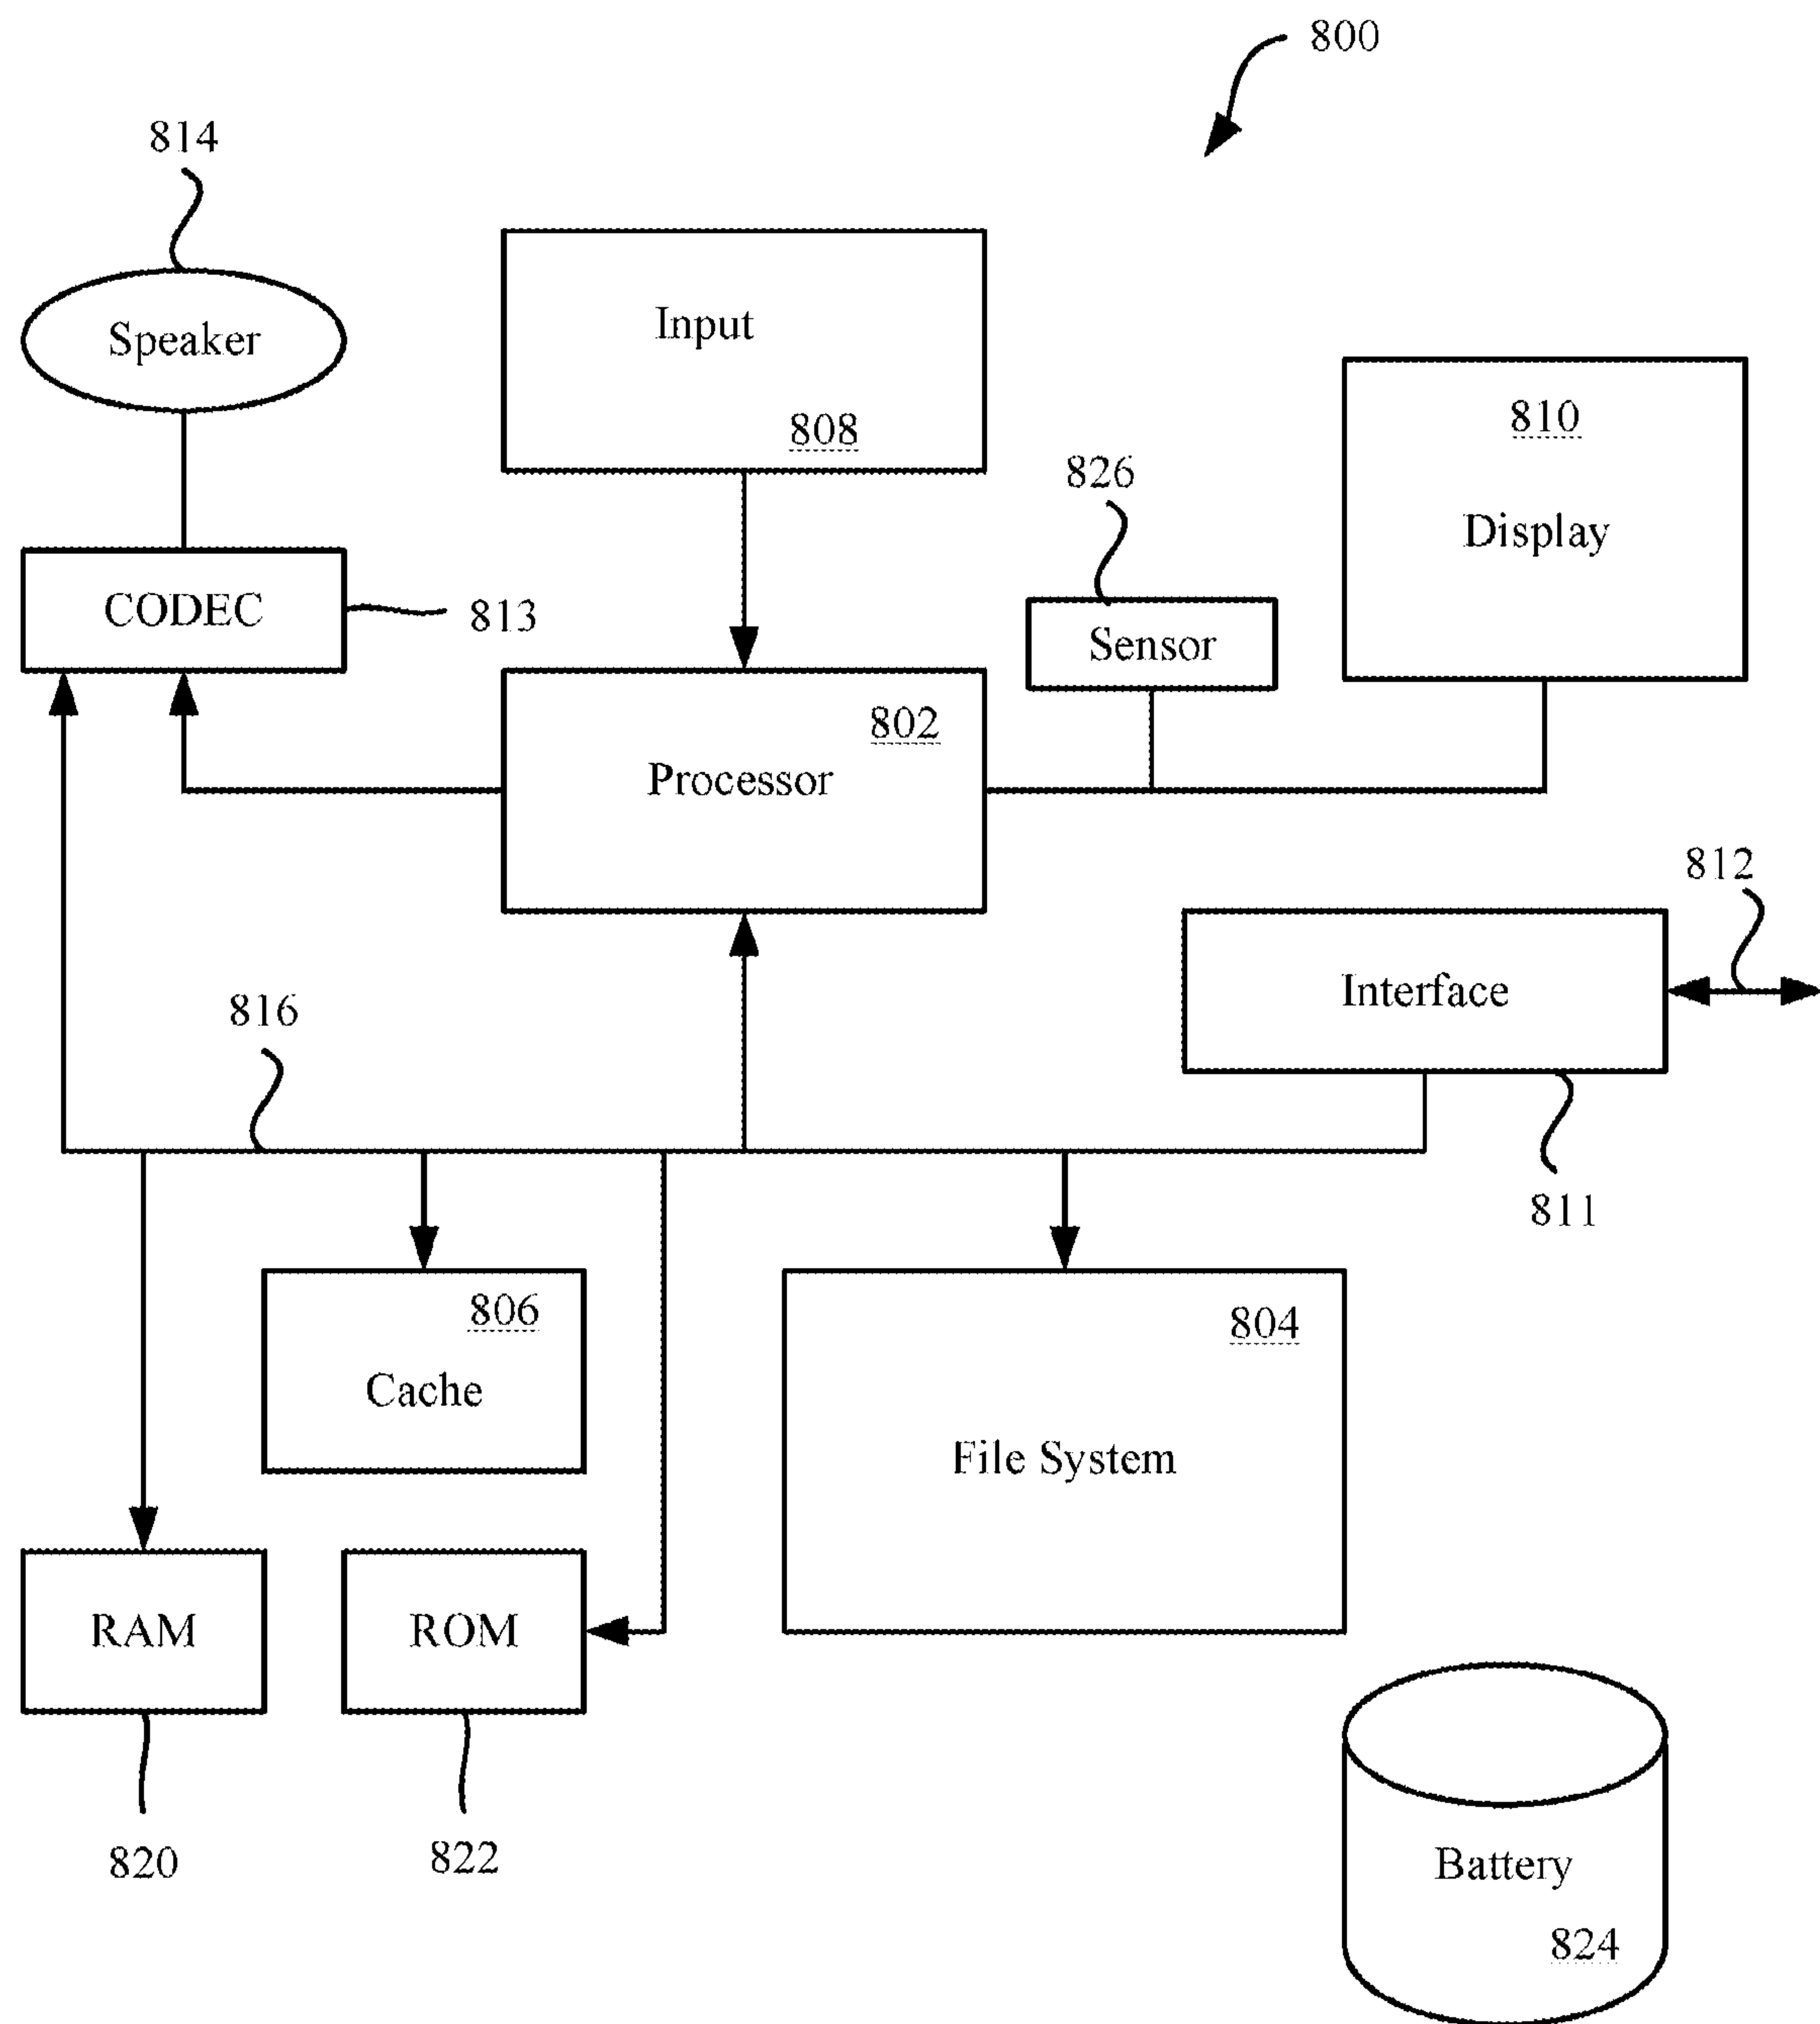 800
814
Speaker
Input
808
810
Display
826
Sensor
CODEC
813
802
Processor
812
Interface
816
811
806
Cache
804
File System
RAM
ROM
820
822
Battery
824